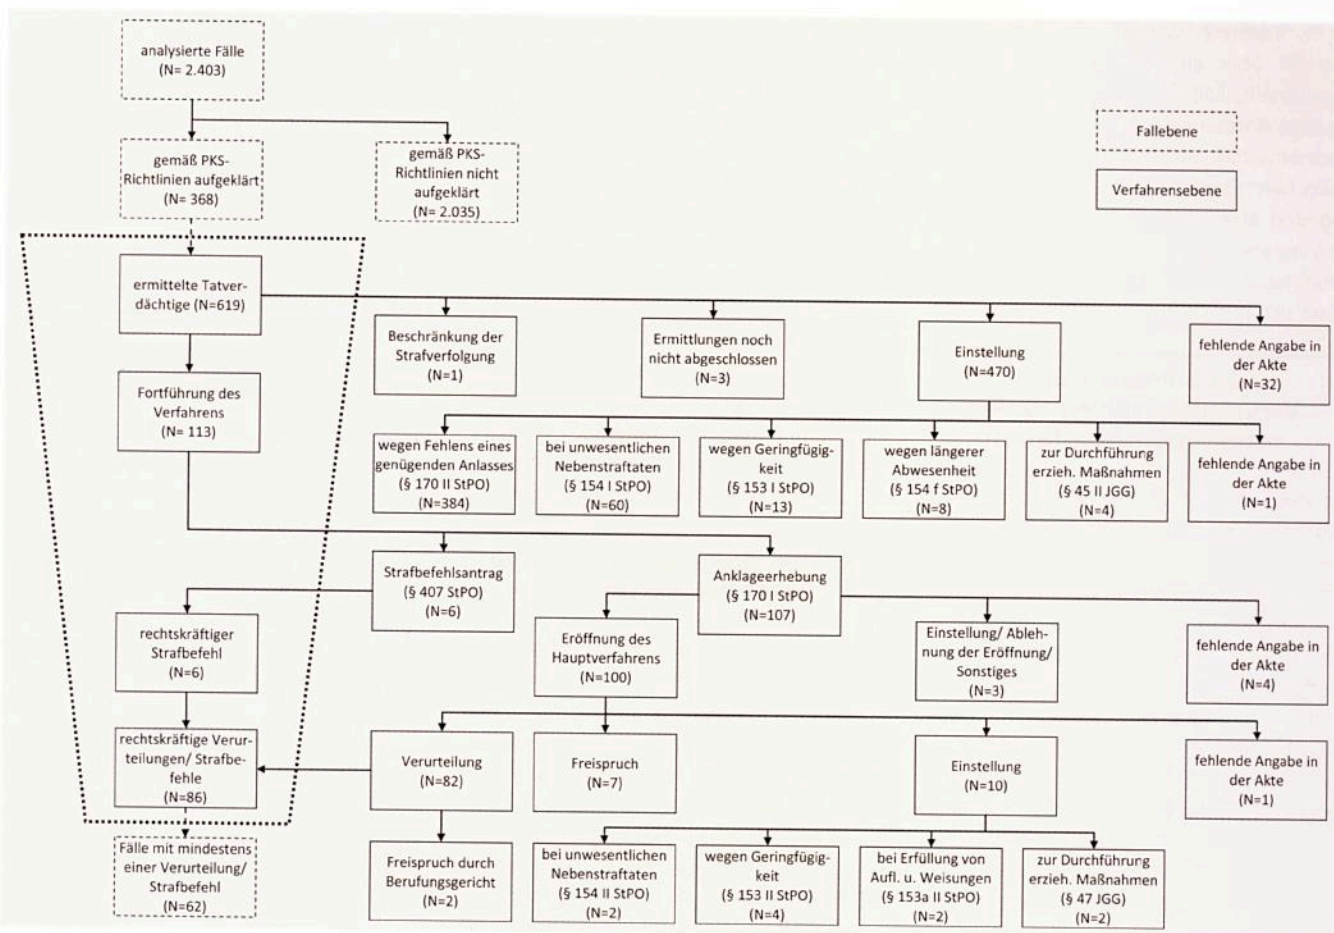 analysierte Fälle
(N= 2.403)
Fallebene
gemäß PKS-
Richtlinien aufgeklärt
(N= 368)
gemäß PKS-
Richtlinien nicht
aufgeklärt
(N= 2.035)
Verfahrensebene
ermittelte Tatver-
dächtige (N=619)
Beschränkung der
Strafverfolgung
(N=1)
Ermittlungen noch
nicht abgeschlossen
(N=3)
Einstellung
(N=470)
fehlende Angabe in
der Akte
(N=32)
Fortführung des
Verfahrens
(N= 113)
wegen Fehlens eines
genügenden Anlasses
(§ 170 II StPO)
(N=384)
bei unwesentlichen
Nebenstraftaten
(§ 154 I StPO)
(N=60)
wegen Geringfügig-
keit
(§ 153 I StPO)
(N=13)
wegen längerer
Abwesenheit
(§ 154 f StPO)
(N=8)
zur Durchführung
erzieh. Maßnahmen
(§ 45 II JGG)
(N=4)
fehlende Angabe in
der Akte
(N=1)
Strafbefehlsantrag
(§ 407 StPO)
(N=6)
Anklageerhebung
(§ 170 I StPO)
(N=107)
rechtskräftiger
Strafbefehl
(N=6)
Eröffnung des
Hauptverfahrens
(N=100)
Einstellung/ Ableh-
nung der Eröffnung/
Sonstiges
(N=3)
fehlende Angabe in
der Akte
(N=4)
rechtskräftige Verur-
teilungen/ Strafbe-
fehle
(N=86)
Verurteilung
(N=82)
Freispruch
(N=7)
Einstellung
(N=10)
fehlende Angabe in
der Akte
(N=1)
Fälle mit mindestens
einer Verurteilung/
Strafbefehl
(N=62)
Freispruch durch
Berufungsgericht
(N=2)
bei unwesentlichen
Nebenstraftaten
(§ 154 II StPO)
(N=2)
wegen Geringfügig-
keit
(§ 153 II StPO)
(N=4)
bei Erfüllung von
Aufl. u. Weisungen
(§ 153a II StPO)
(N=2)
zur Durchführung
erzieh. Maßnahmen
(§ 47 JGG)
(N=2)